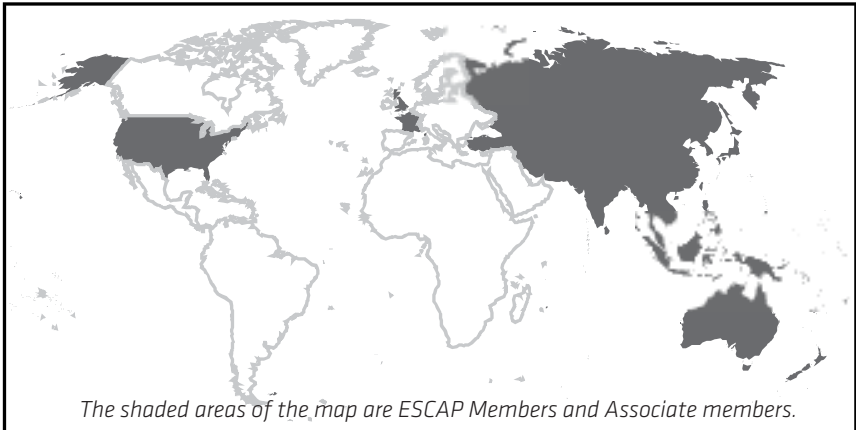 The shaded areas of the map are ESCAP Members and Associate members.